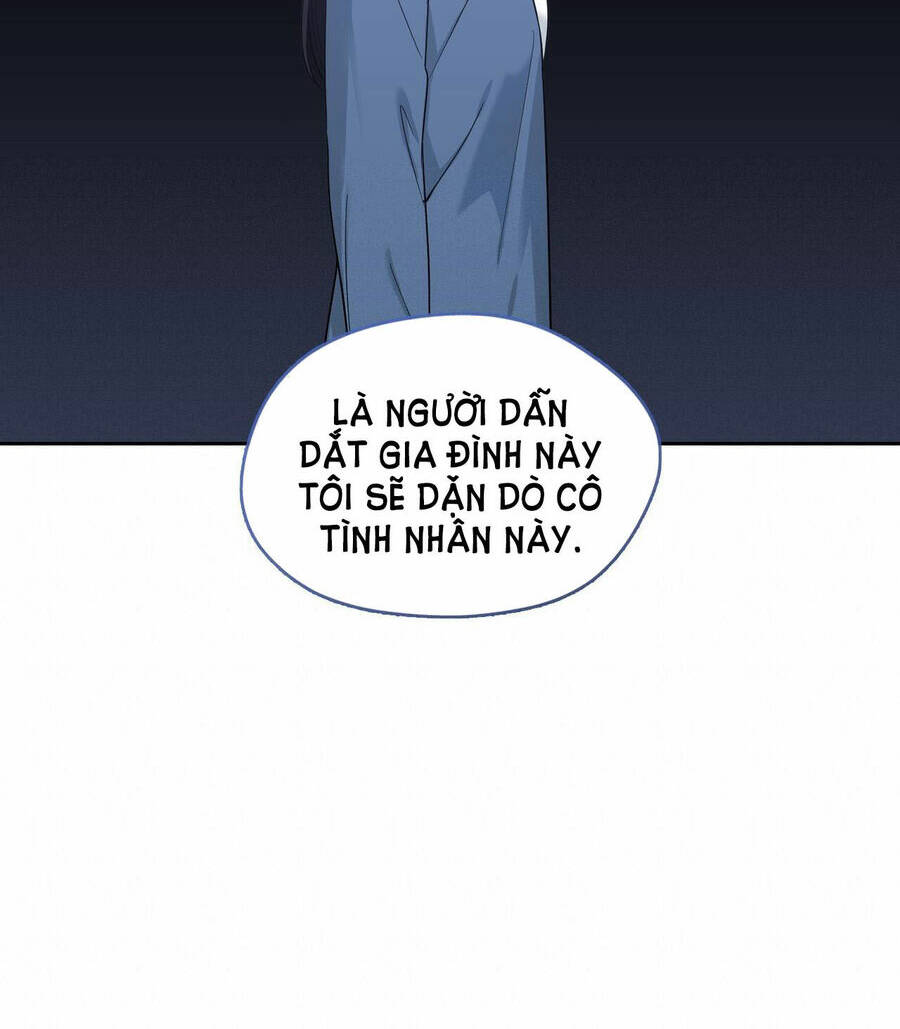 LÀ NGƯỜI DẪN
DẮT GIA ĐÌNH NÀY
TÔI SẼ DẶN DÒ CÔ
TÌNH NHÂN NÀY.